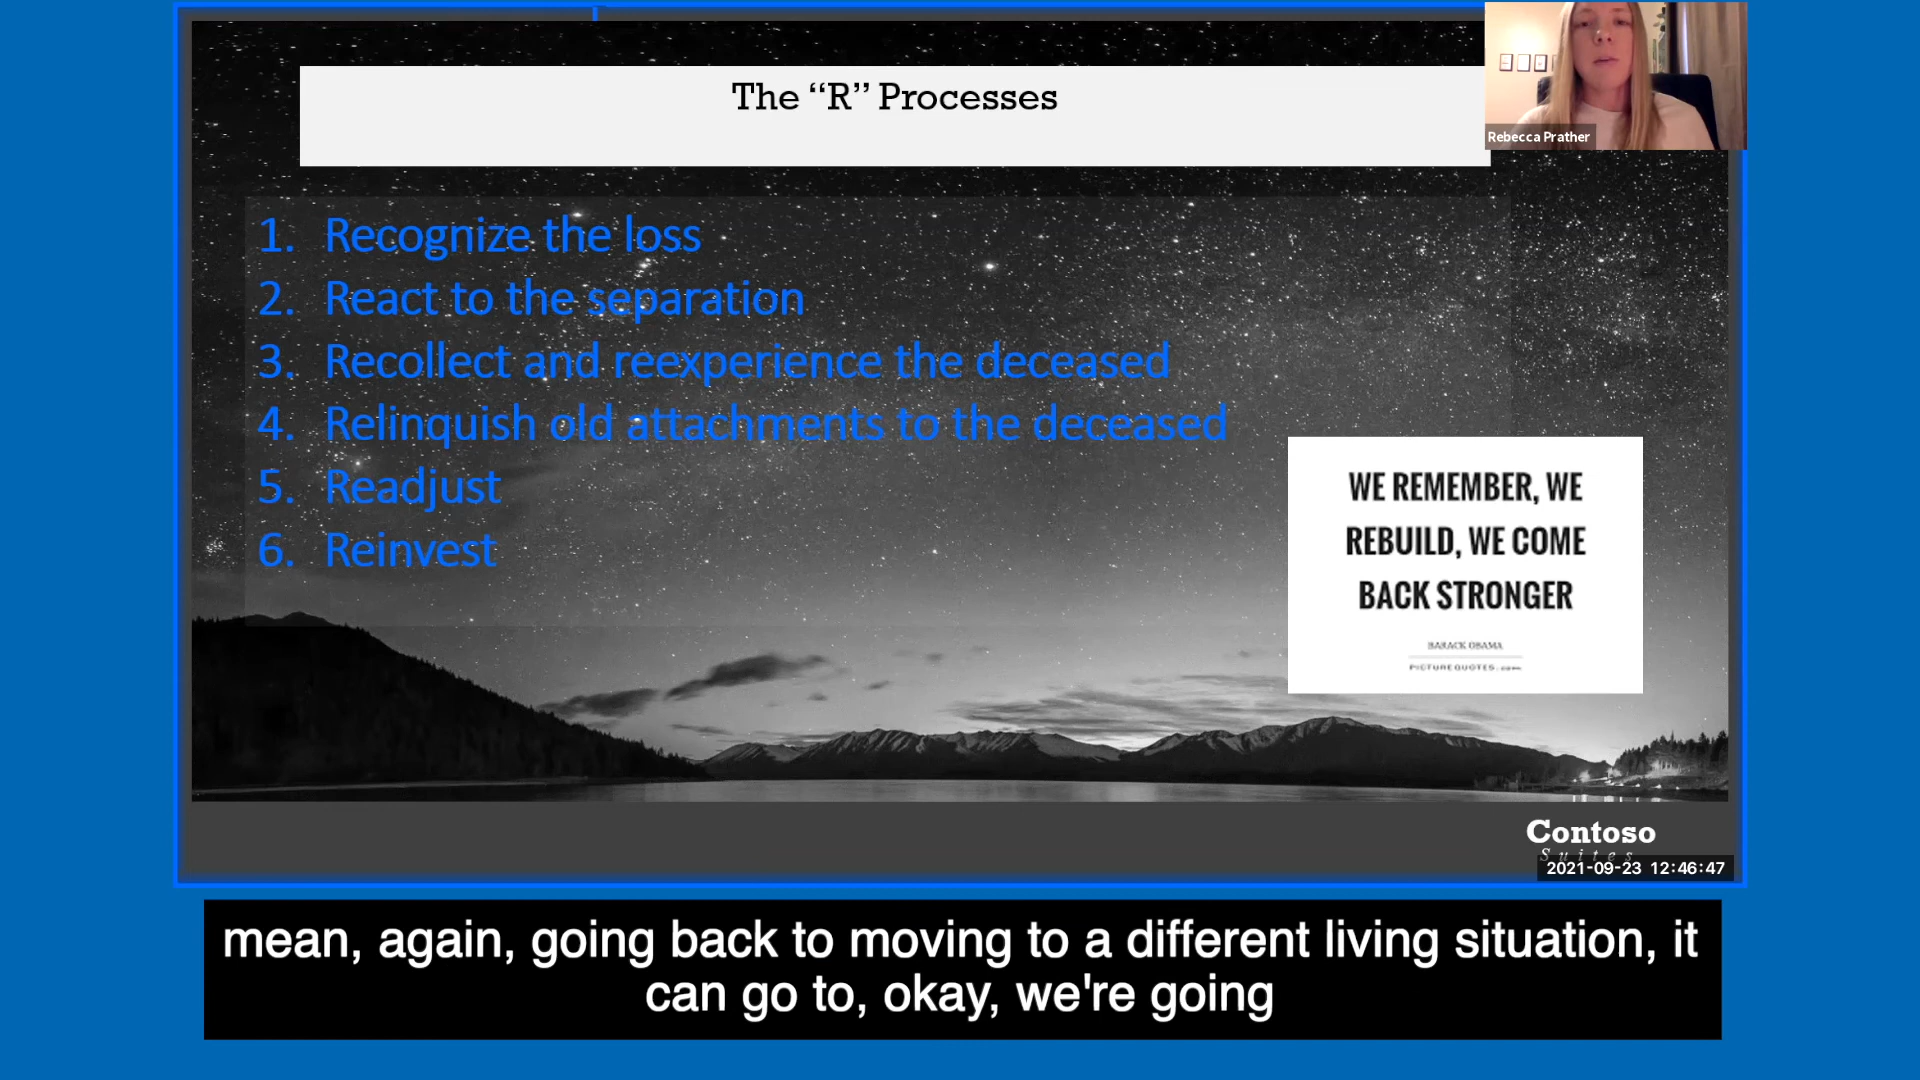 The “R” Processes
Rebecca Prather
1. Recognize the loss
2. React to the separation
3. Recollect and reexperience the deceased
4. Relinquish old attachments to the deceased
5. Readjust
6. Reinvest
WE REMEMBER, WE
REBUILD, WE COME
BACK STRONGER
BARACK OBAMA
PICTUREQUOTES.com
Contoso
Suites
2021-09-23 12:46:47
mean, again, going back to moving to a different living situation, it
can go to, okay, we're going